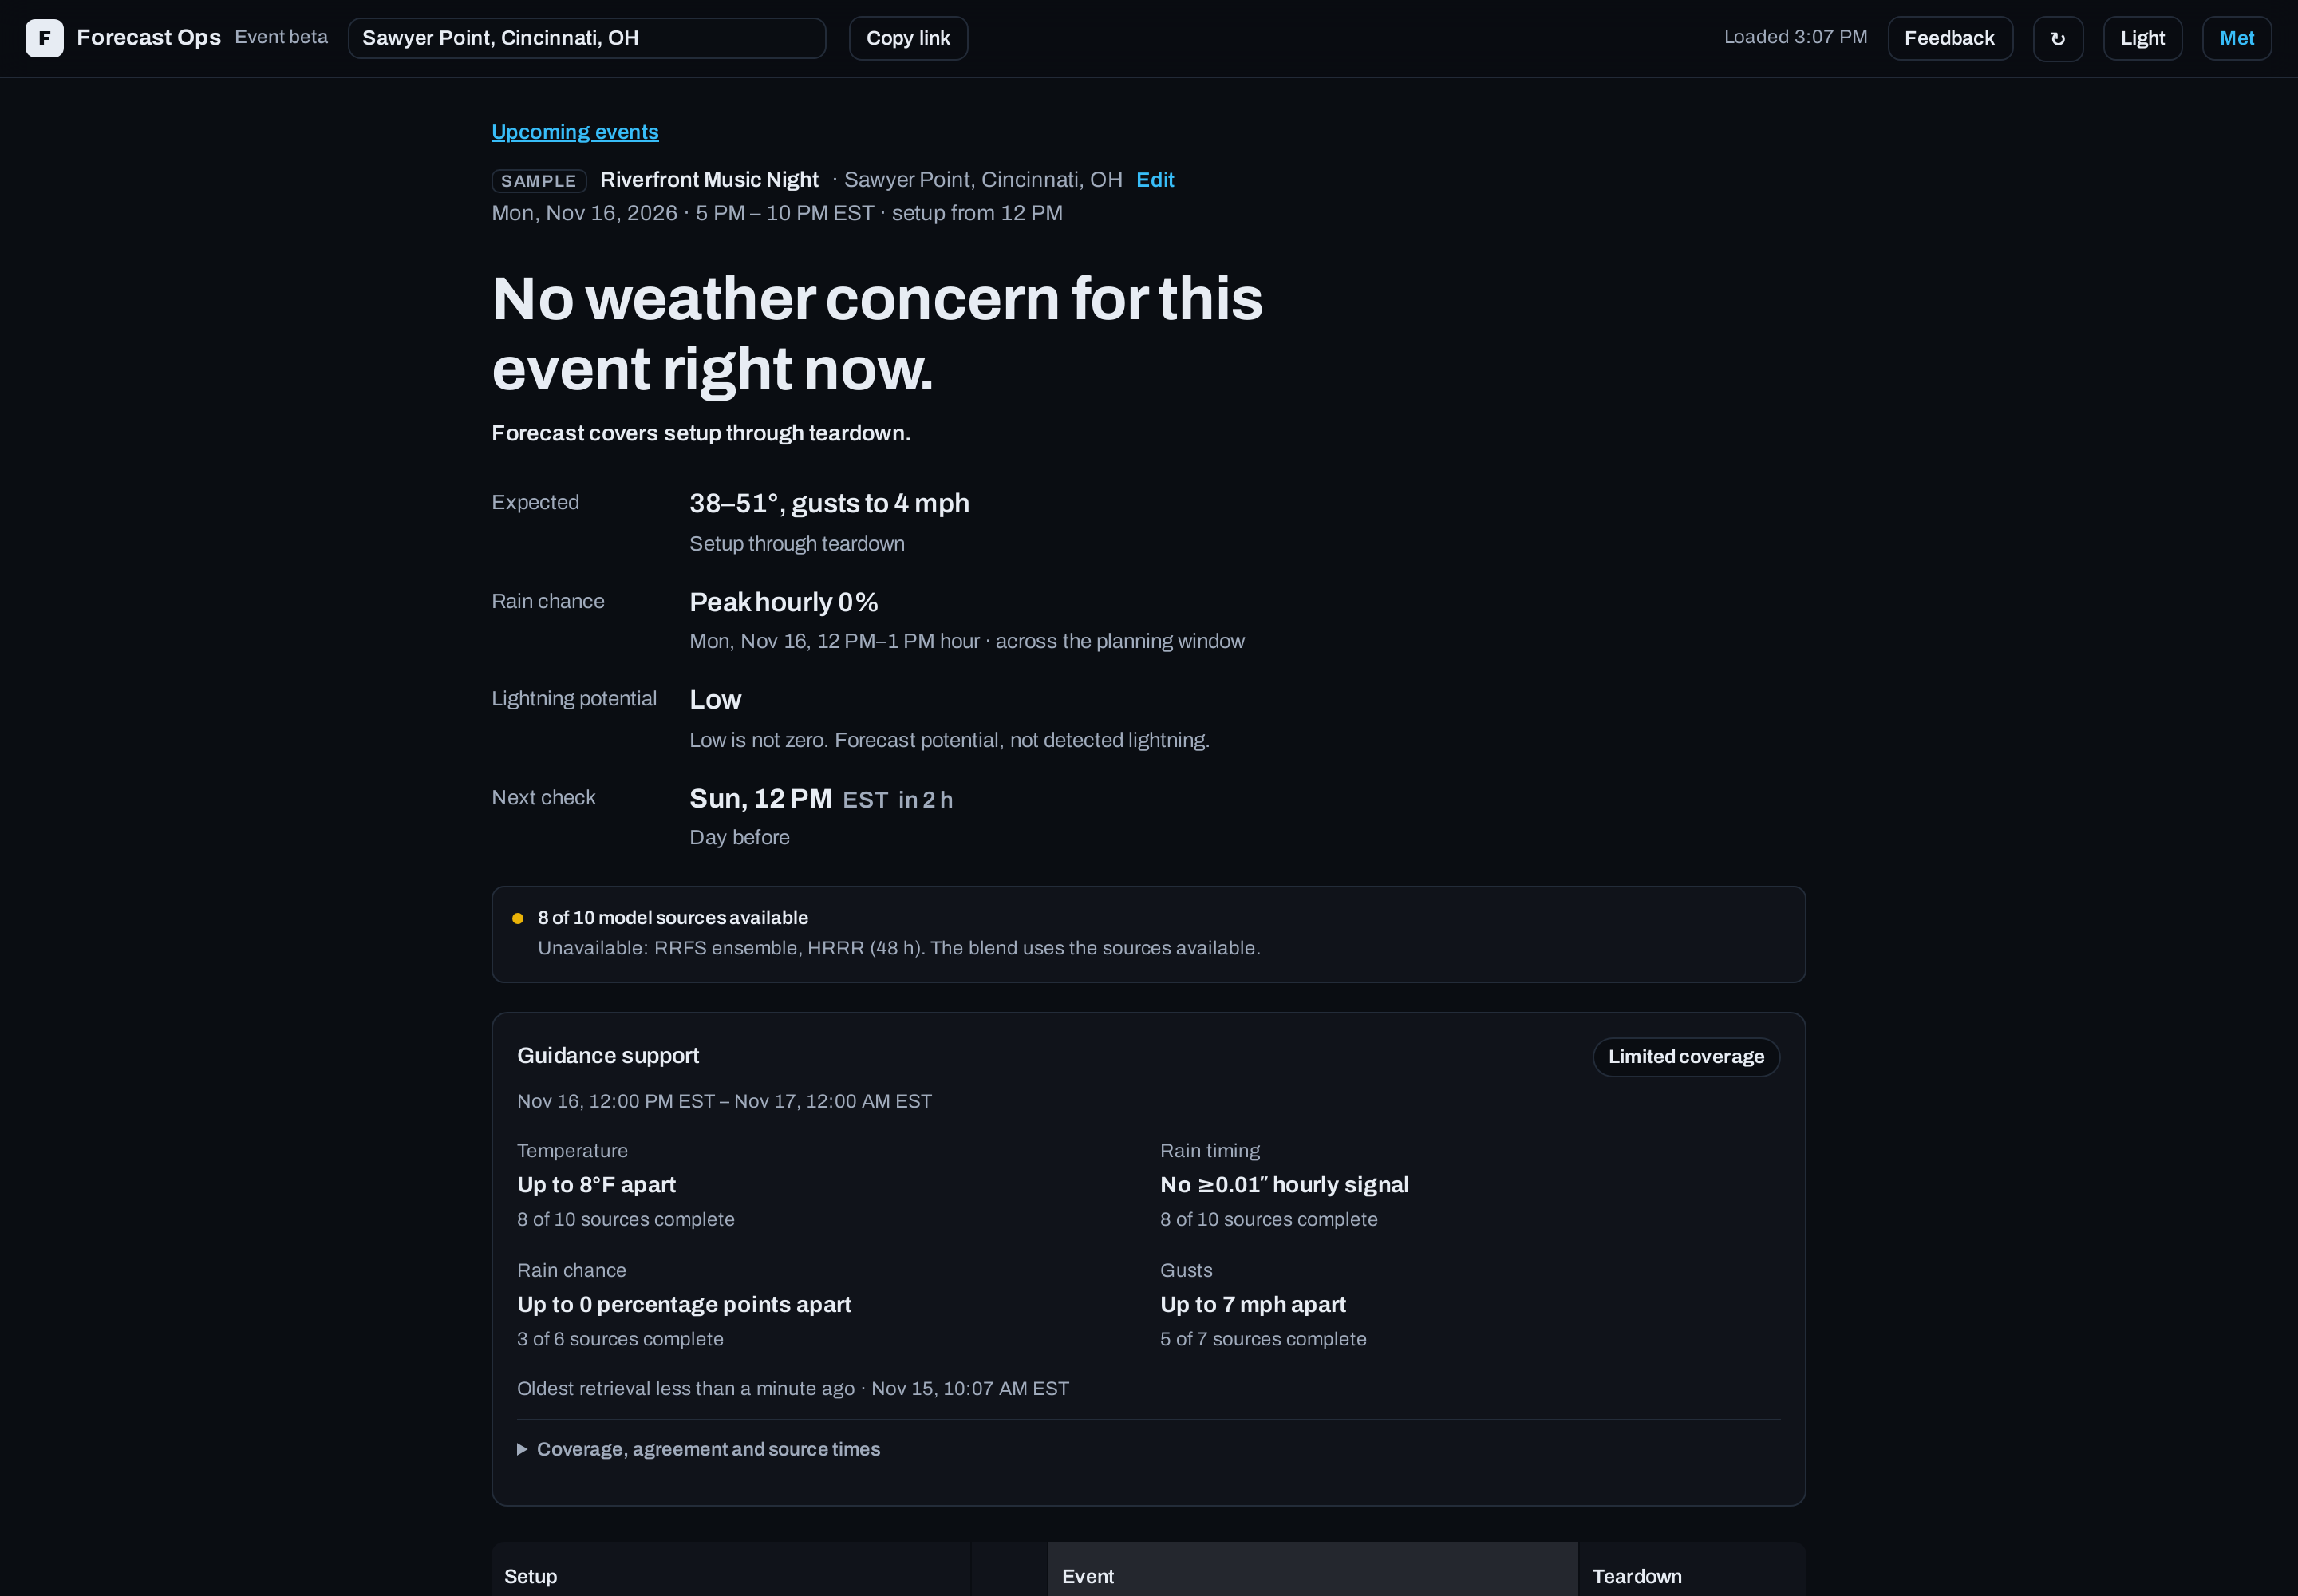 F Forecast Ops Event beta Sawyer Point, Cincinnati, OH Copy link Loaded 3:07 PM Feedback ↻ Light Met
Upcoming events
SAMPLE Riverfront Music Night · Sawyer Point, Cincinnati, OH Edit
Mon, Nov 16, 2026 · 5 PM – 10 PM EST · setup from 12 PM
No weather concern for this
event right now.
Forecast covers setup through teardown.
Expected 38–51°, gusts to 4 mph
Setup through teardown
Rain chance Peak hourly 0%
Mon, Nov 16, 12 PM–1 PM hour · across the planning window
Lightning potential Low
Low is not zero. Forecast potential, not detected lightning.
Next check Sun, 12 PM EST in 2 h
Day before
8 of 10 model sources available
Unavailable: RRFS ensemble, HRRR (48 h). The blend uses the sources available.
Guidance support Limited coverage
Nov 16, 12:00 PM EST – Nov 17, 12:00 AM EST
Temperature
Up to 8°F apart
8 of 10 sources complete
Rain timing
No ≥0.01″ hourly signal
8 of 10 sources complete
Rain chance
Up to 0 percentage points apart
3 of 6 sources complete
Gusts
Up to 7 mph apart
5 of 7 sources complete
Oldest retrieval less than a minute ago · Nov 15, 10:07 AM EST
▶ Coverage, agreement and source times
Setup Event Teardown